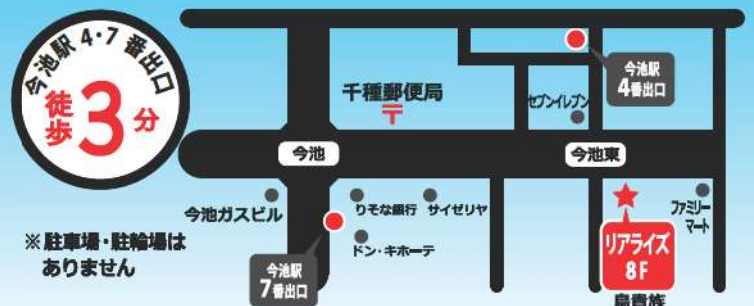 今池駅 4・7 番出口
徒歩3分
※駐車場・駐輪場は
ありません
千種郵便局
〒
セブンイレブン
今池駅
4番出口
今池
今池東
今池ガスビル
りそな銀行
サイゼリヤ
ドン・キホーテ
今池駅
7番出口
リアライズ
8F
ファミリー
マート
鳥貴族